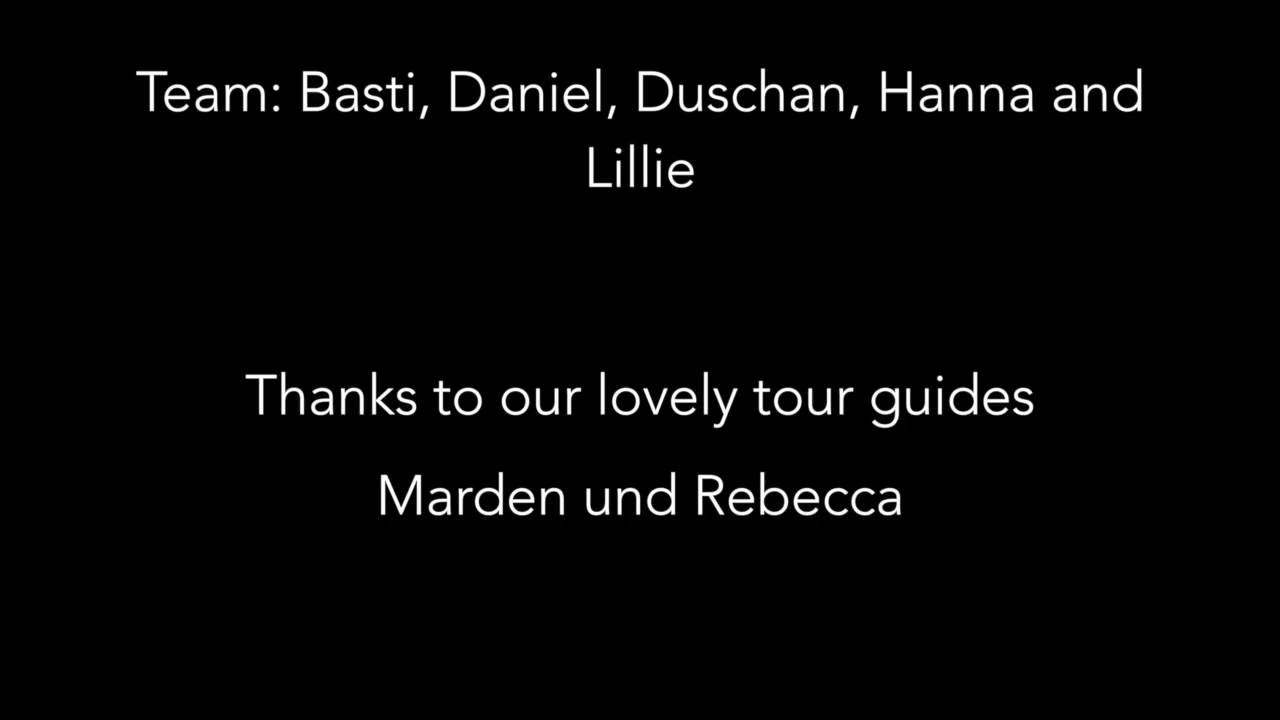 Team: Basti, Daniel, Duschan, Hanna and
Lillie
Thanks to our lovely tour guides
Marden und Rebecca